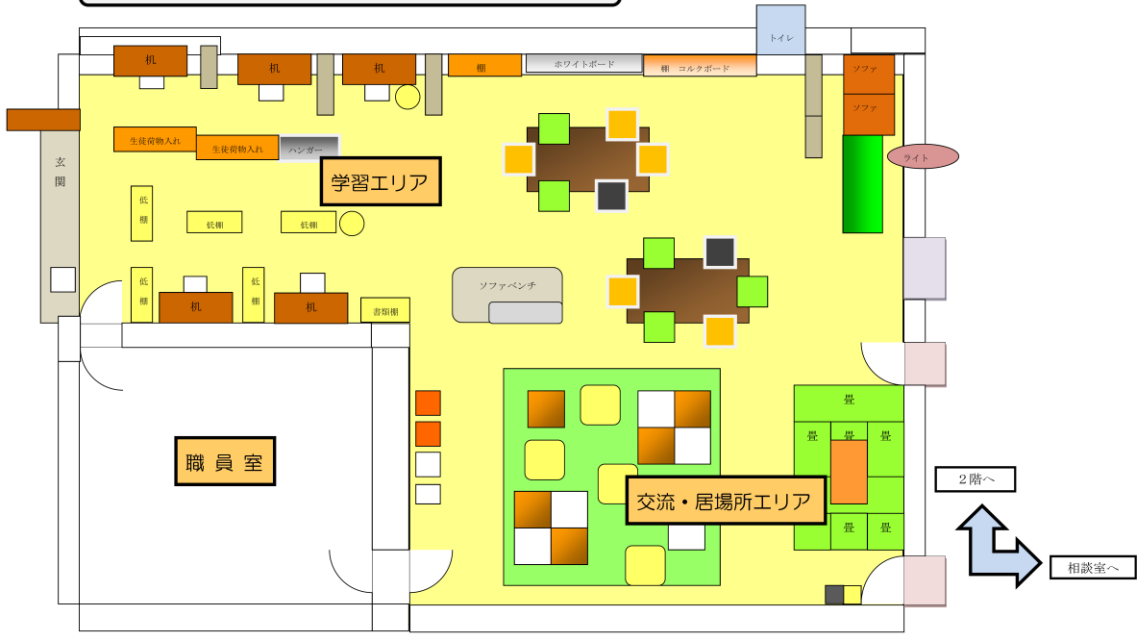 トイレ
机
机
机
棚
ホワイトボード
棚 コルクボード
ソファ
ソファ
生徒荷物入れ
生徒荷物入れ
ハンガー
玄関
学習エリア
ライト
低棚
低棚
低棚
低棚
机
低棚
机
書類棚
ソファベンチ
職員室
交流・居場所エリア
畳
畳
畳
畳
畳
畳
2階へ
相談室へ